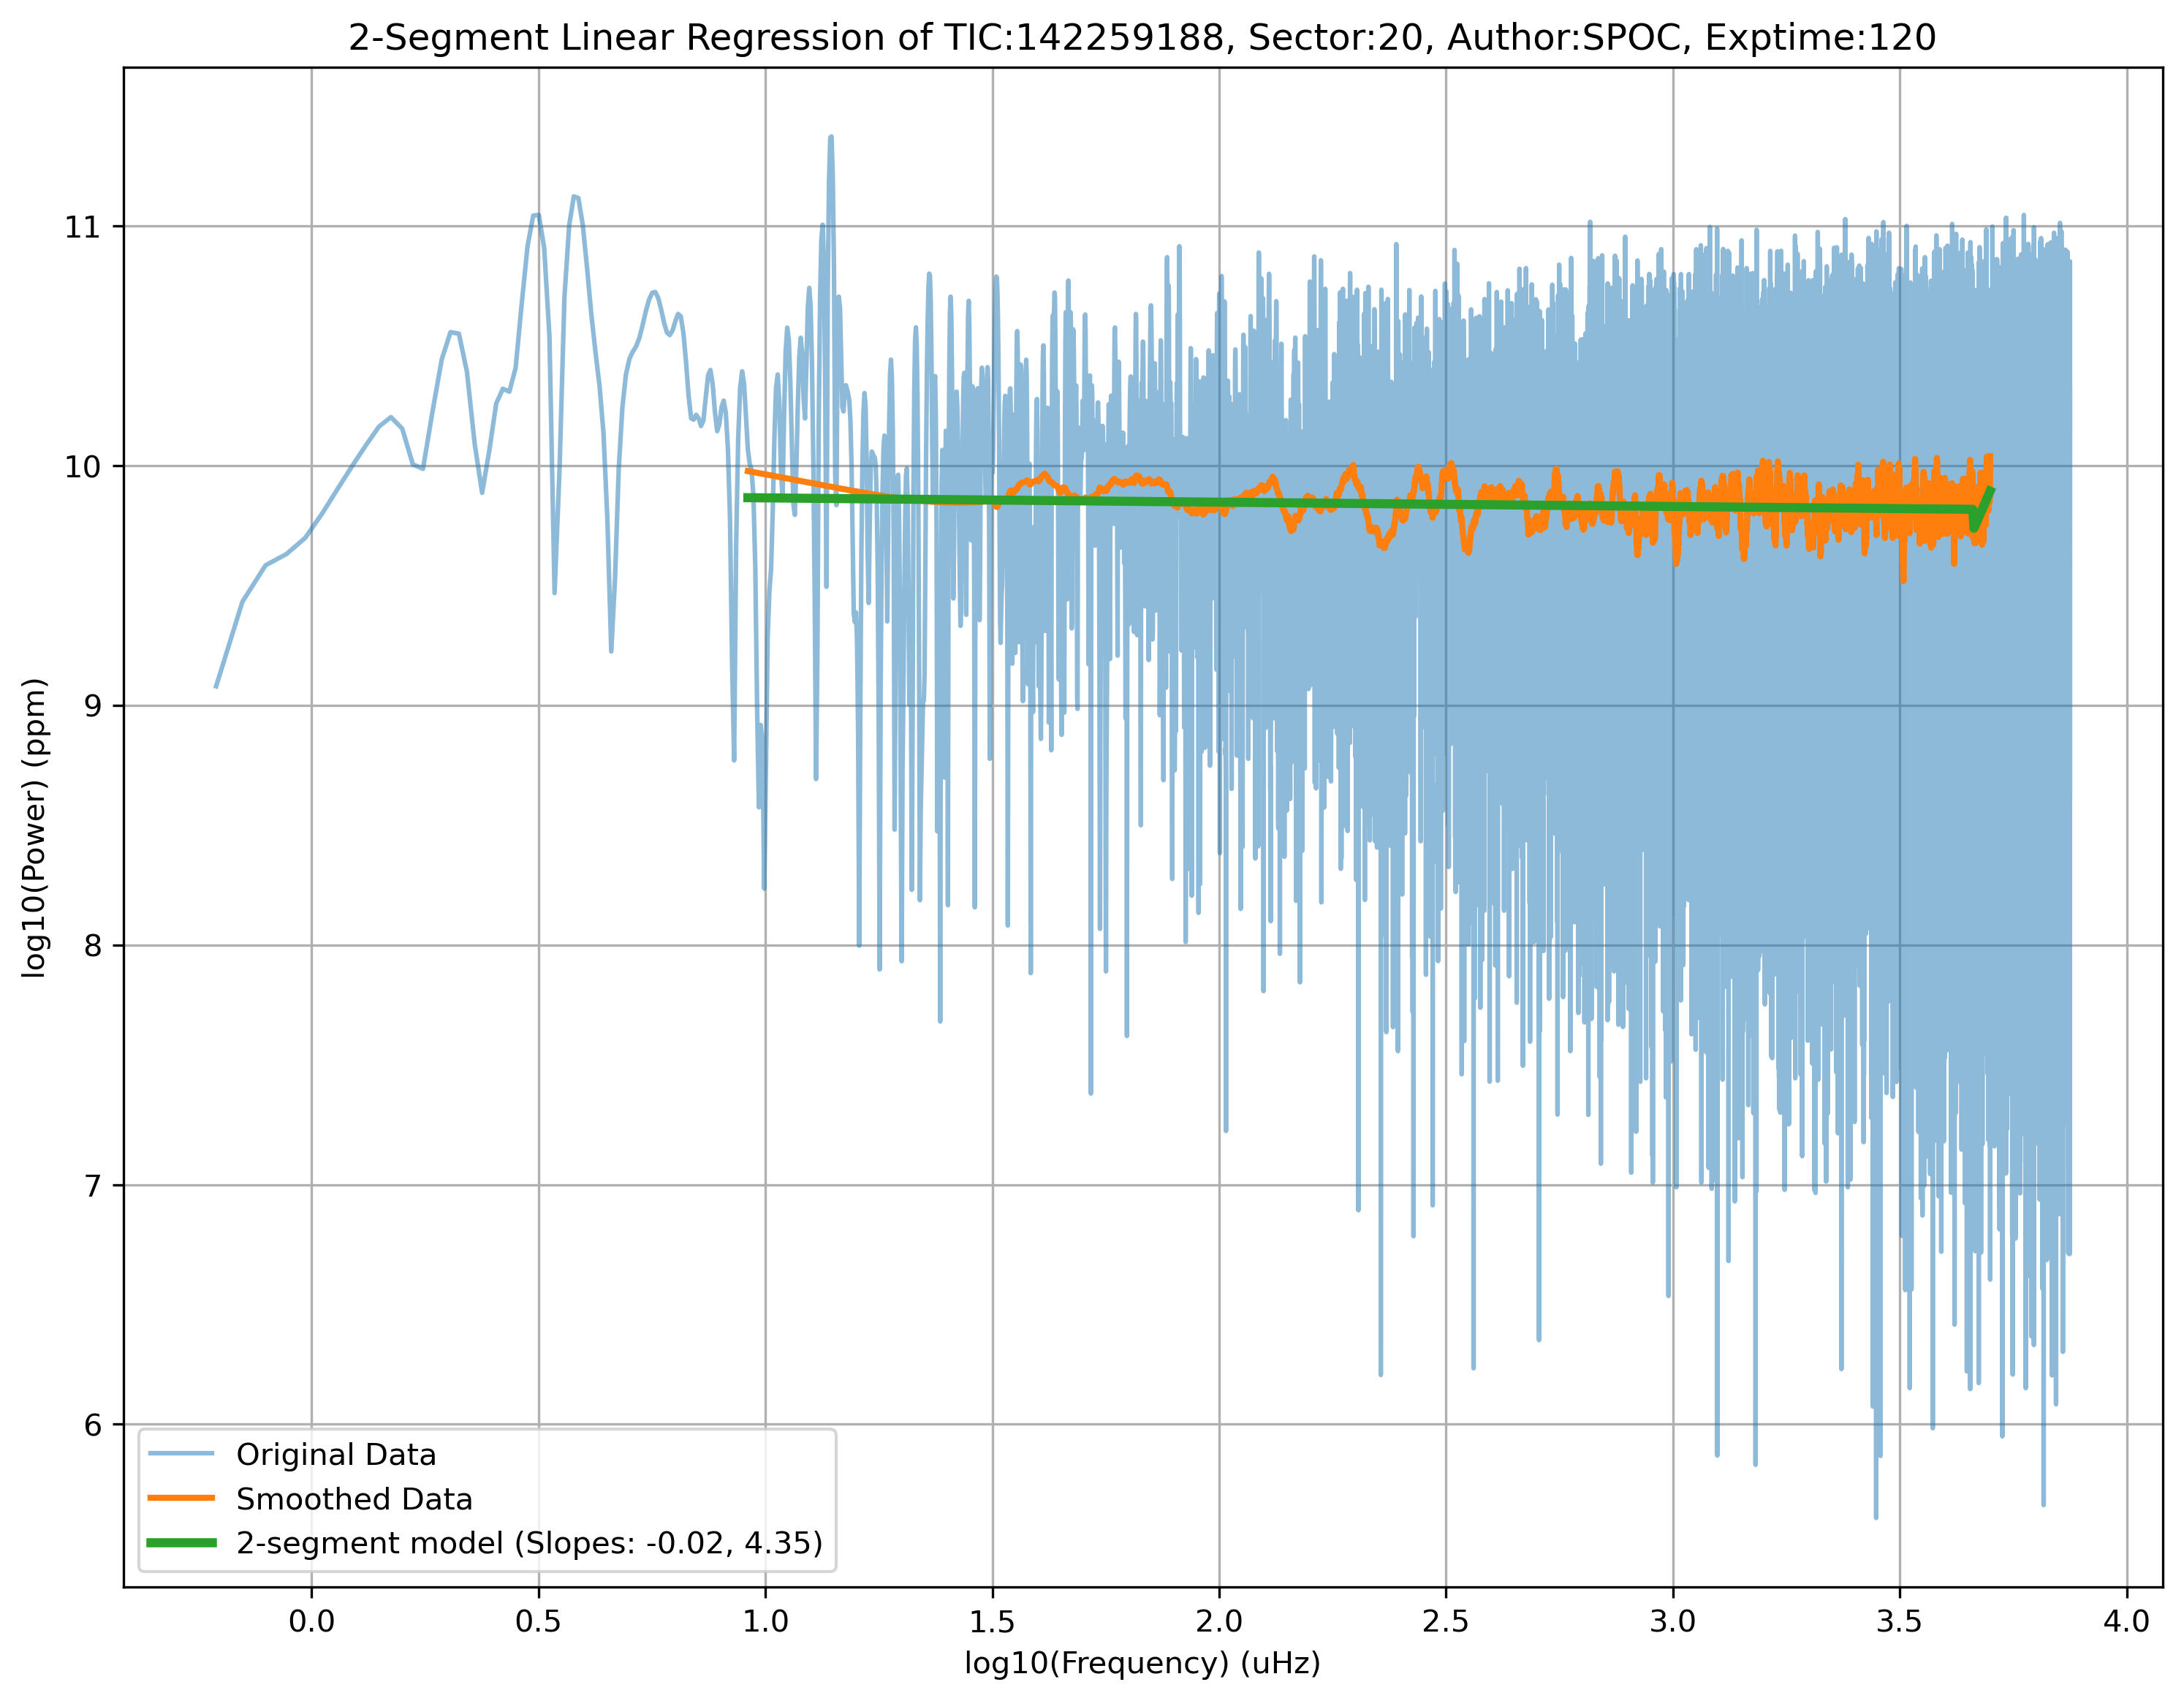 2-Segment Linear Regression of TIC:142259188, Sector:20, Author:SPOC, Exptime:120
log10(Power) (ppm)
11
10
9
8
7
6
Original Data
Smoothed Data
2-segment model (Slopes: -0.02, 4.35)
0.0 0.5 1.0 1.5 2.0 2.5 3.0 3.5 4.0
log10(Frequency) (uHz)